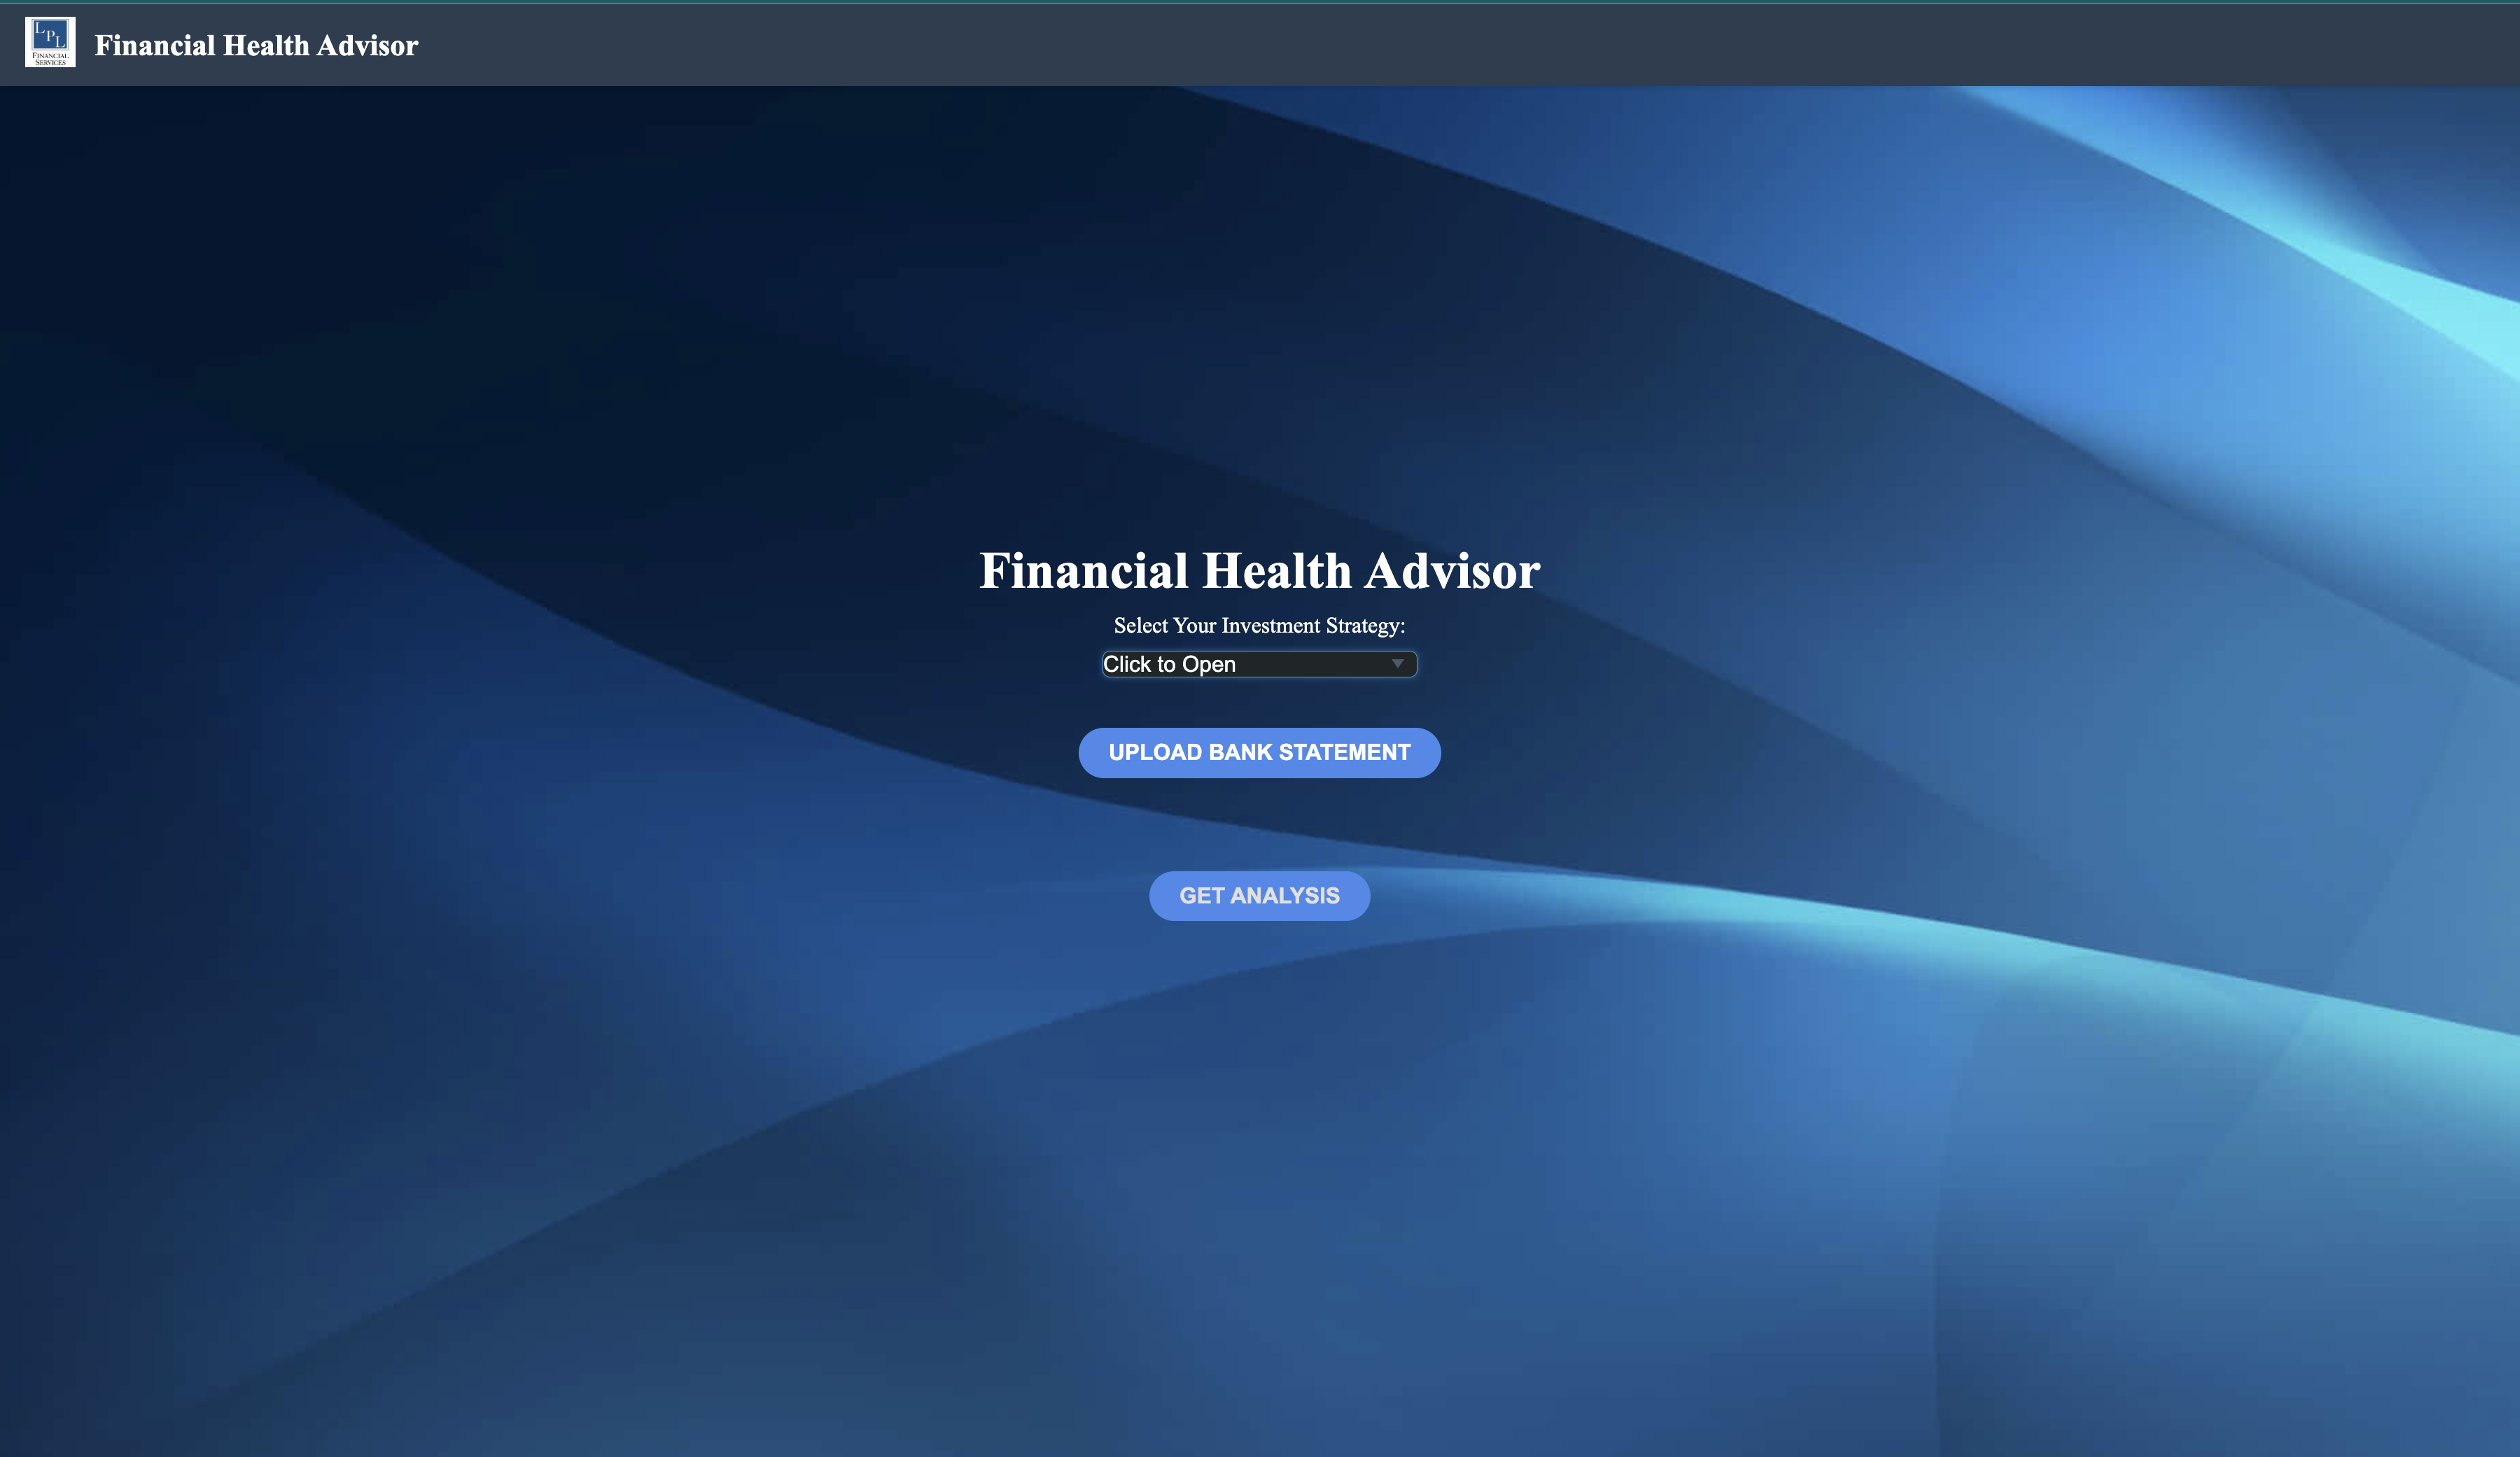 LPL
FINANCIAL
SERVICES
Financial Health Advisor
Financial Health Advisor
Select Your Investment Strategy:
Click to Open
UPLOAD BANK STATEMENT
GET ANALYSIS